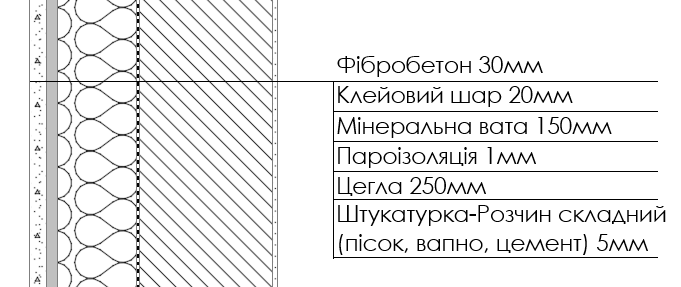 Фібробетон 30мм
Клейовий шар 20мм
Мінеральна вата 150мм
Пароізоляція 1мм
Цегла 250мм
Штукатурка-Розчин складний
(пісок, вапно, цемент) 5мм